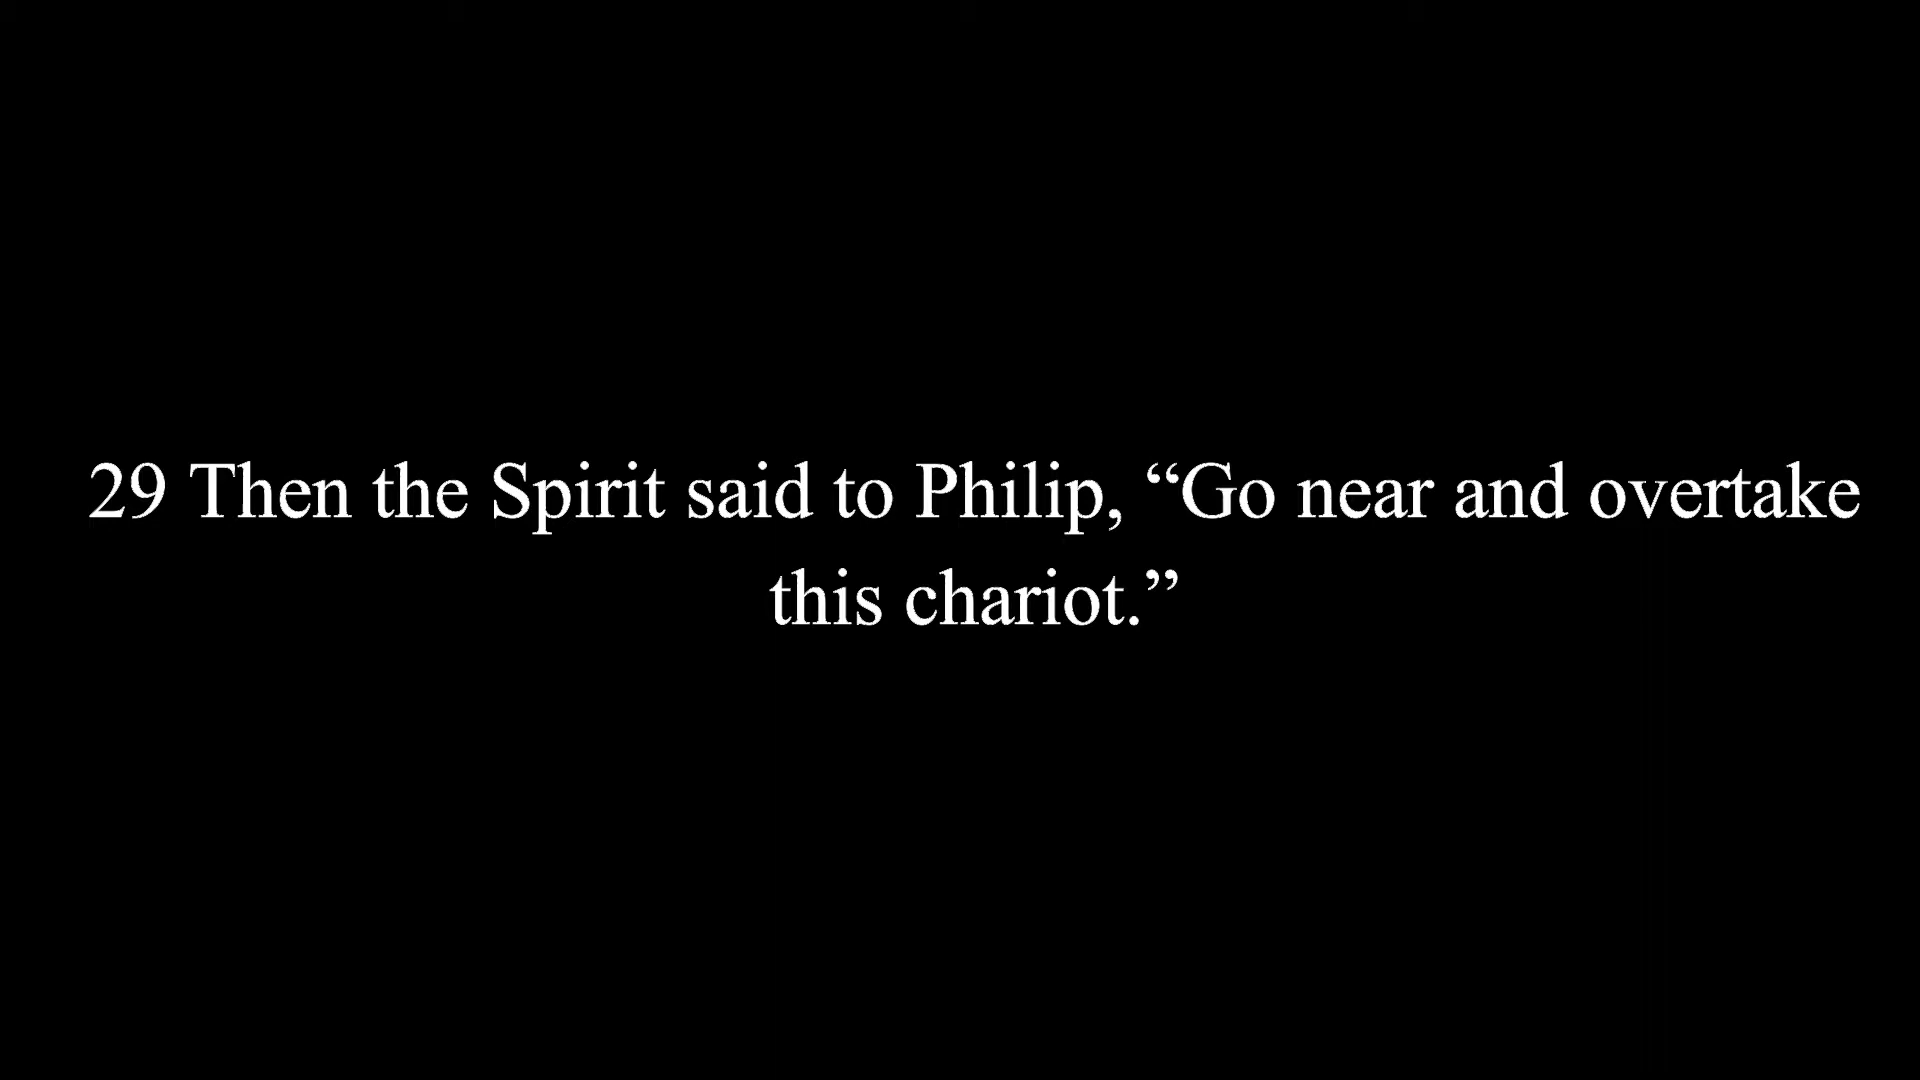 29 Then the Spirit said to Philip, “Go near and overtake
this chariot.”